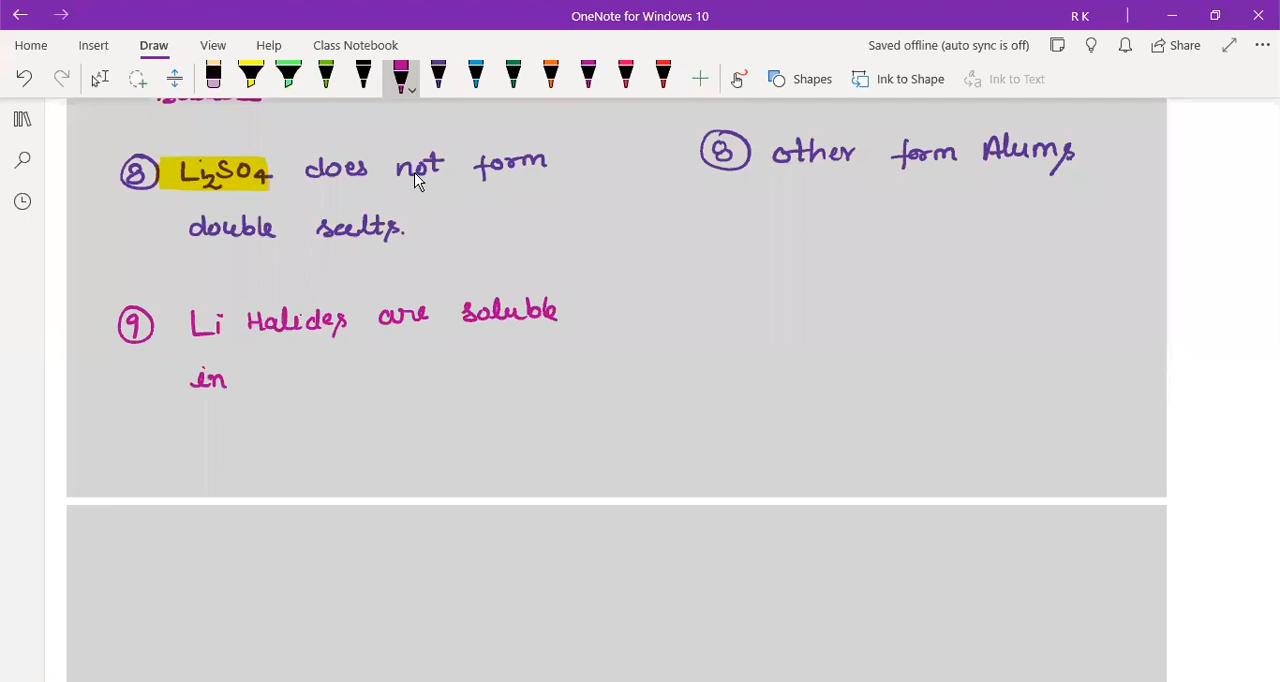 OneNote for Windows 10
R K
Home Insert Draw View Help Class Notebook
Saved offline (auto sync is off) Share
Shapes Ink to Shape Ink to Text
8 Li2SO4 does not form
double salts.
8 other form Alums
9 Li Halides are soluble
in